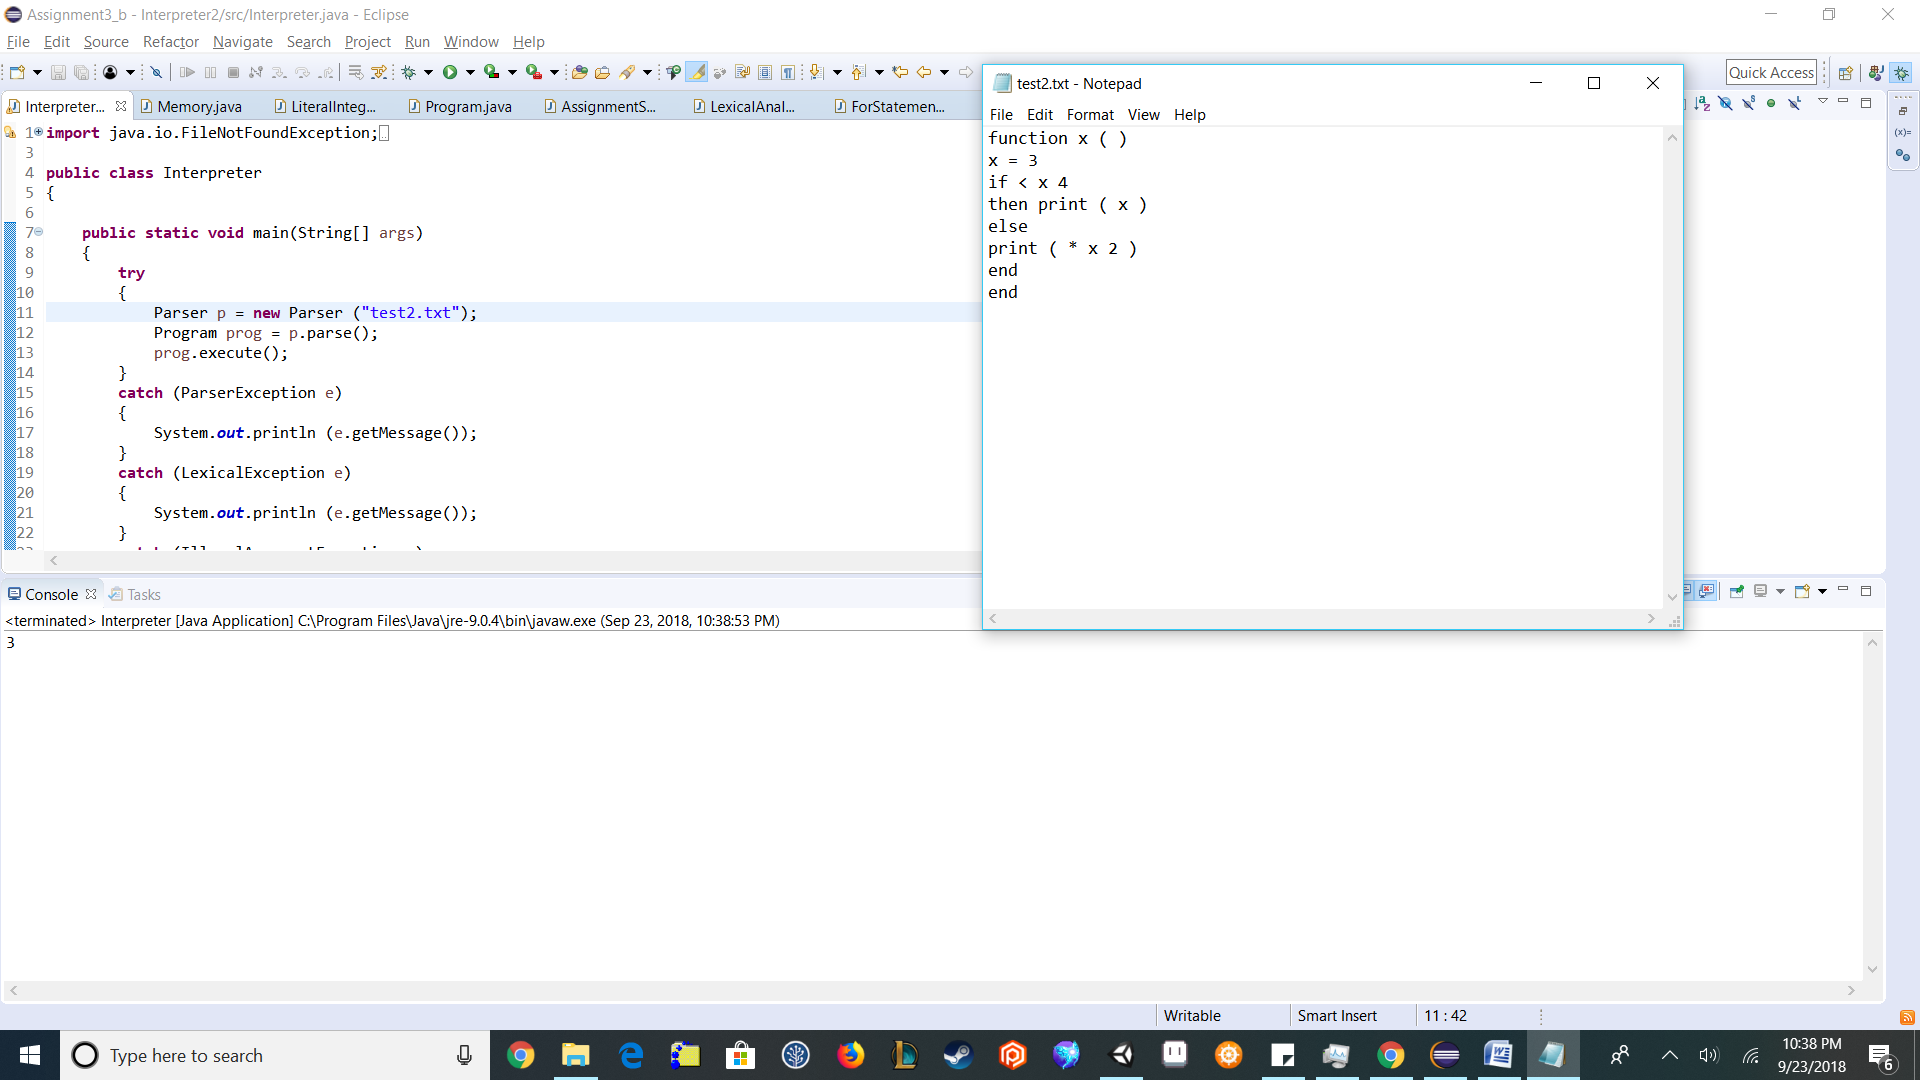 Assignment3_b - Interpreter2/src/Interpreter.java - Eclipse
File Edit Source Refactor Navigate Search Project Run Window Help
Quick Access
Interpreter... Memory.java LiteralInteg... Program.java AssignmentS... LexicalAnal... ForStatemen...
1 import java.io.FileNotFoundException;
3
4 public class Interpreter
5 {
6
7 public static void main(String[] args)
8 {
9 try
10 {
11 Parser p = new Parser ("test2.txt");
12 Program prog = p.parse();
13 prog.execute();
14 }
15 catch (ParserException e)
16 {
17 System.out.println (e.getMessage());
18 }
19 catch (LexicalException e)
20 {
21 System.out.println (e.getMessage());
22 }
test2.txt - Notepad
File Edit Format View Help
function x ( )
x = 3
if < x 4
then print ( x )
else
print ( * x 2 )
end
end
Console Tasks
<terminated> Interpreter [Java Application] C:\Program Files\Java\jre-9.0.4\bin\javaw.exe (Sep 23, 2018, 10:38:53 PM)
3
Writable Smart Insert 11 : 42
Type here to search
10:38 PM
9/23/2018
6